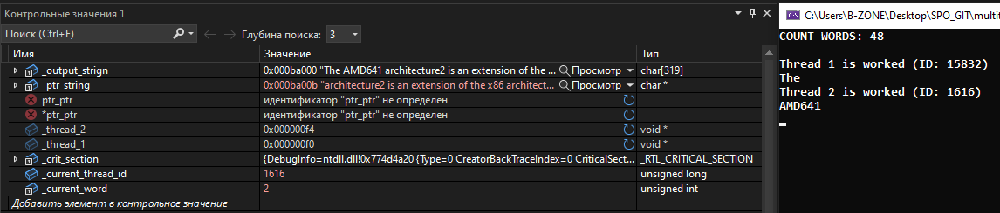 Контрольные значения 1
Поиск (Ctrl+E)
Глубина поиска: 3
Имя Значение Тип
_output_strign 0x000ba000 "The AMD641 architecture2 is an extension of the ... Просмотр char[319]
_ptr_string 0x000ba00b "architecture2 is an extension of the x86 architect... Просмотр char *
ptr_ptr идентификатор "ptr_ptr" не определен
*ptr_ptr идентификатор "ptr_ptr" не определен
_thread_2 0x000000f4 void *
_thread_1 0x000000f0 void *
_crit_section {DebugInfo=ntdll.dll!0x774d4a20 {Type=0 CreatorBackTraceIndex=0 CriticalSect... _RTL_CRITICAL_SECTION
_current_thread_id 1616 unsigned long
_current_word 2 unsigned int
Добавить элемент в контрольное значение
C:\Users\B-ZONE\Desktop\SPO_GIT\multit
COUNT WORDS: 48
Thread 1 is worked (ID: 15832)
The
Thread 2 is worked (ID: 1616)
AMD641